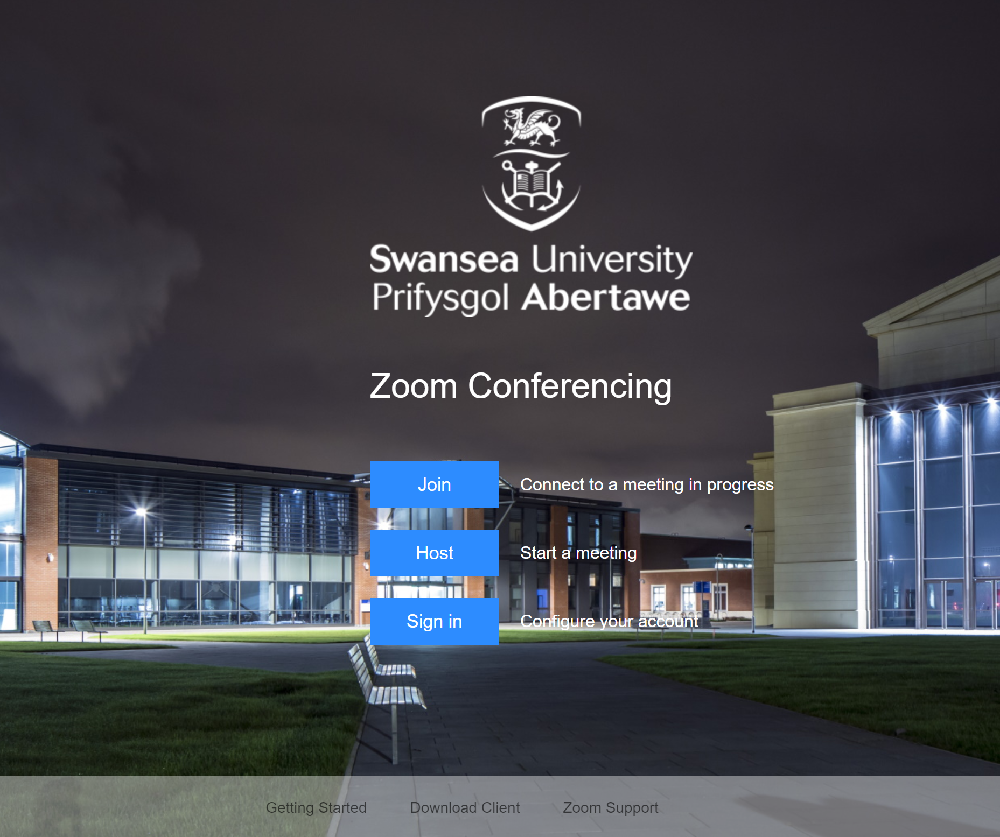 Swansea University
Prifysgol Abertawe
Zoom Conferencing
Join
Connect to a meeting in progress
Host
Start a meeting
Sign in
Configure your account
Getting Started
Download Client
Zoom Support